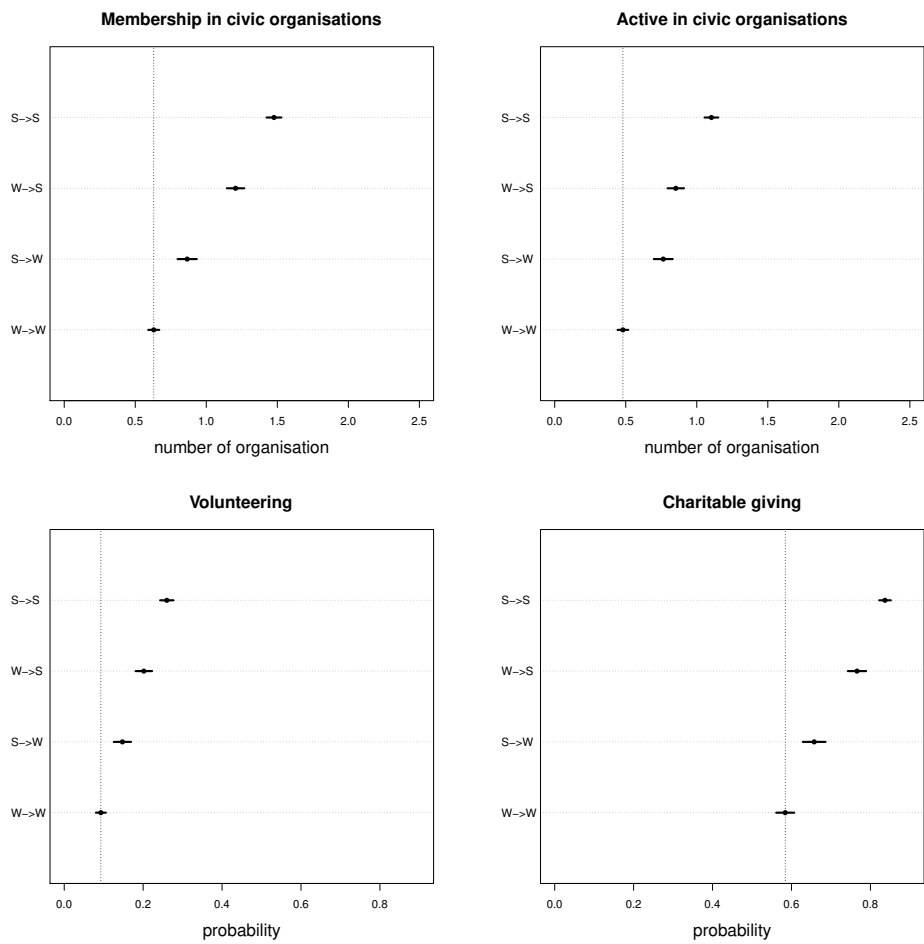 Membership in civic organisations
S->S
W->S
S->W
W->W
0.0 0.5 1.0 1.5 2.0 2.5
number of organisation
Active in civic organisations
S->S
W->S
S->W
W->W
0.0 0.5 1.0 1.5 2.0 2.5
number of organisation
Volunteering
S->S
W->S
S->W
W->W
0.0 0.2 0.4 0.6 0.8
probability
Charitable giving
S->S
W->S
S->W
W->W
0.0 0.2 0.4 0.6 0.8
probability